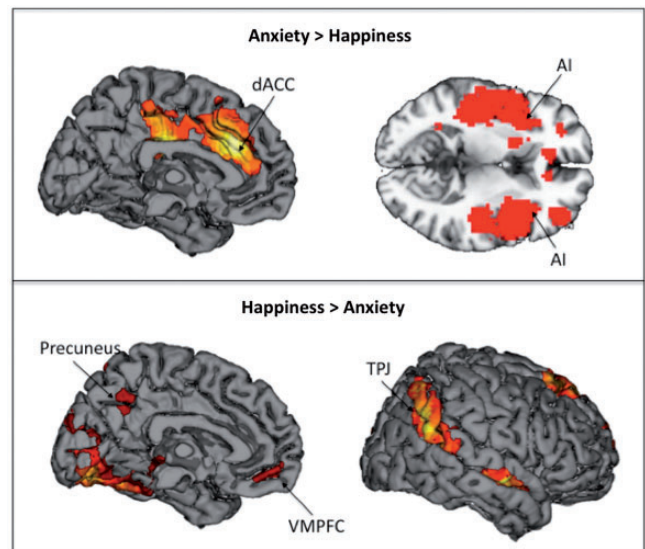 Anxiety > Happiness
dACC
AI
AI
Happiness > Anxiety
Precuneus
TPJ
VMPFC